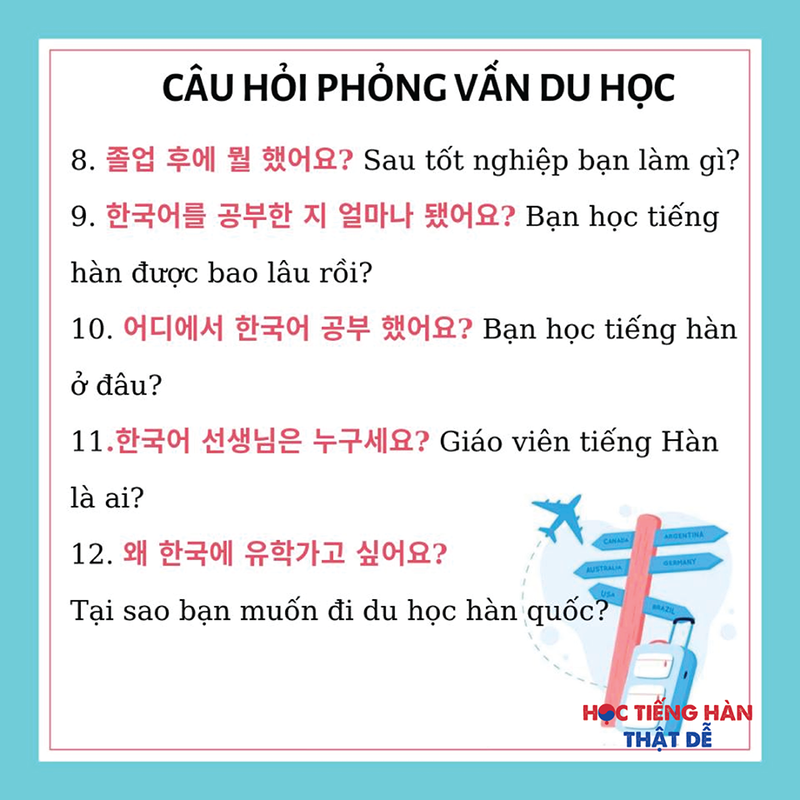 CÂU HỎI PHỎNG VẤN DU HỌC
8. 졸업 후에 뭘 했어요? Sau tốt nghiệp bạn làm gì?
9. 한국어를 공부한 지 얼마나 됐어요? Bạn học tiếng
hàn được bao lâu rồi?
10. 어디에서 한국어 공부 했어요? Bạn học tiếng hàn
ở đâu?
11.한국어 선생님은 누구세요? Giáo viên tiếng Hàn
là ai?
12. 왜 한국에 유학가고 싶어요?
Tại sao bạn muốn đi du học hàn quốc?
CANADA
ARGENTINA
AUSTRALIA
GERMANY
USA
BRAZIL
HỌC TIẾNG HÀN
THẬT DỄ